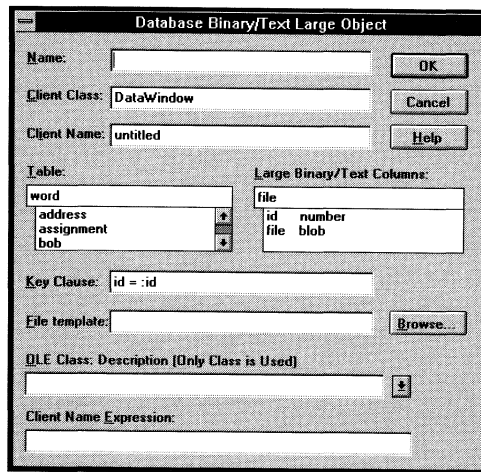 Database Binary/Text Large Object
Name:
OK
Client Class: DataWindow
Cancel
Client Name: untitled
Help
Table:
Large Binary/Text Columns:
word
file
address
id number
assignment
file blob
bob
Key Clause: id = :id
File template:
Browse...
OLE Class: Description (Only Class is Used)
Client Name Expression: